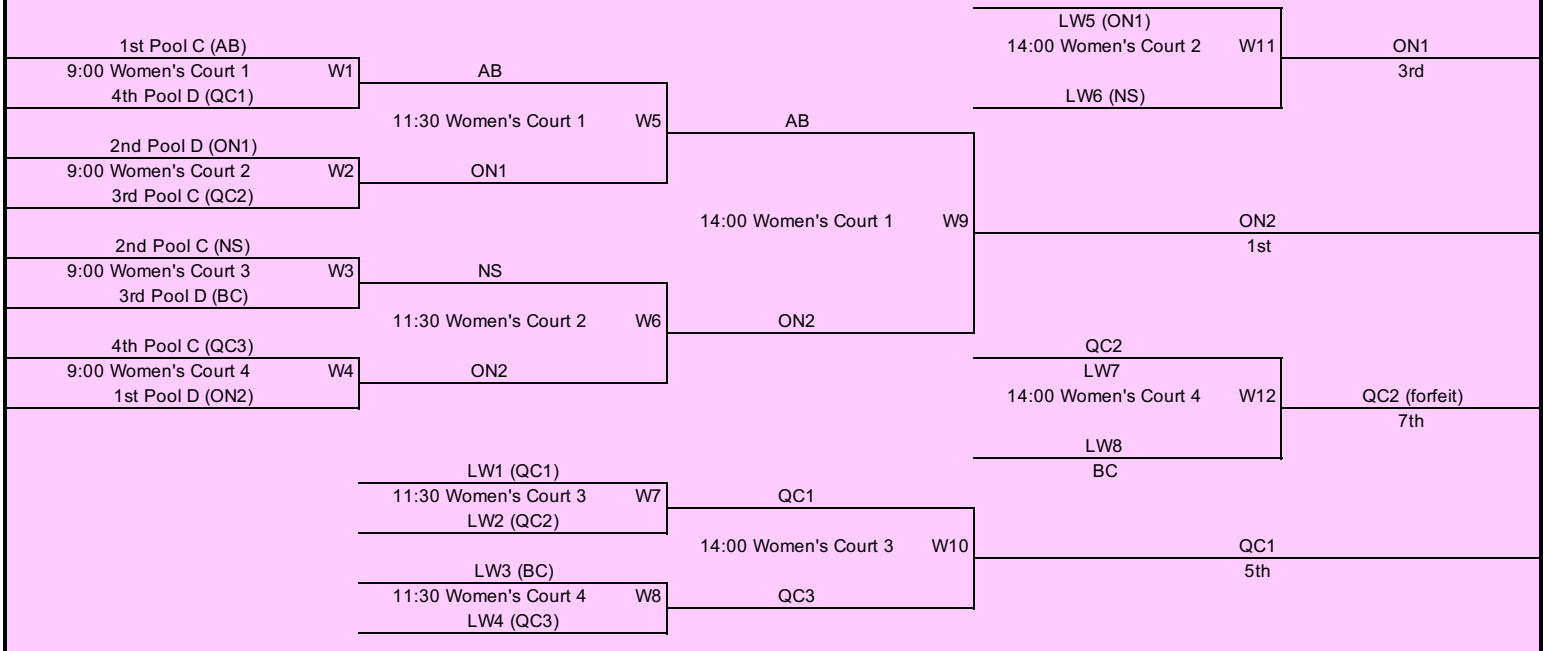 LW5 (ON1)
14:00 Women's Court 2 W11
LW6 (NS)
ON1
3rd
1st Pool C (AB)
9:00 Women's Court 1 W1
4th Pool D (QC1)
AB
11:30 Women's Court 1 W5
ON1
2nd Pool D (ON1)
9:00 Women's Court 2 W2
3rd Pool C (QC2)
AB
14:00 Women's Court 1 W9
ON2
ON2
1st
2nd Pool C (NS)
9:00 Women's Court 3 W3
3rd Pool D (BC)
NS
11:30 Women's Court 2 W6
ON2
4th Pool C (QC3)
9:00 Women's Court 4 W4
1st Pool D (ON2)
QC2
LW7
14:00 Women's Court 4 W12
LW8
BC
QC2 (forfeit)
7th
LW1 (QC1)
11:30 Women's Court 3 W7
LW2 (QC2)
QC1
14:00 Women's Court 3 W10
QC3
QC1
5th
LW3 (BC)
11:30 Women's Court 4 W8
LW4 (QC3)